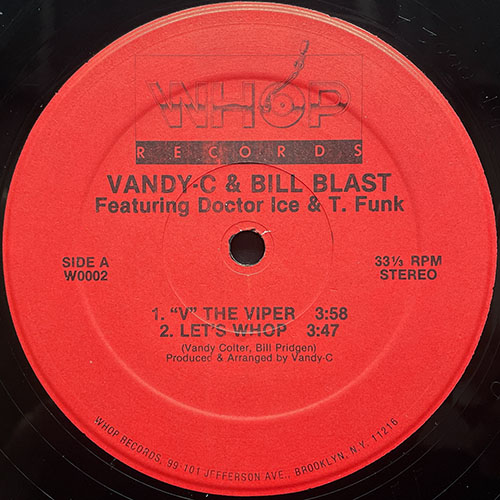 WHOP
RECORDS
VANDY-C & BILL BLAST
Featuring Doctor Ice & T. Funk
SIDE A
W0002
33⅓ RPM
STEREO
1. "V" THE VIPER 3:58
2. LET'S WHOP 3:47
(Vandy Colter, Bill Pridgen)
Produced & Arranged by Vandy-C
WHOP RECORDS, 99-101 JEFFERSON AVE., BROOKLYN, N.Y. 11216